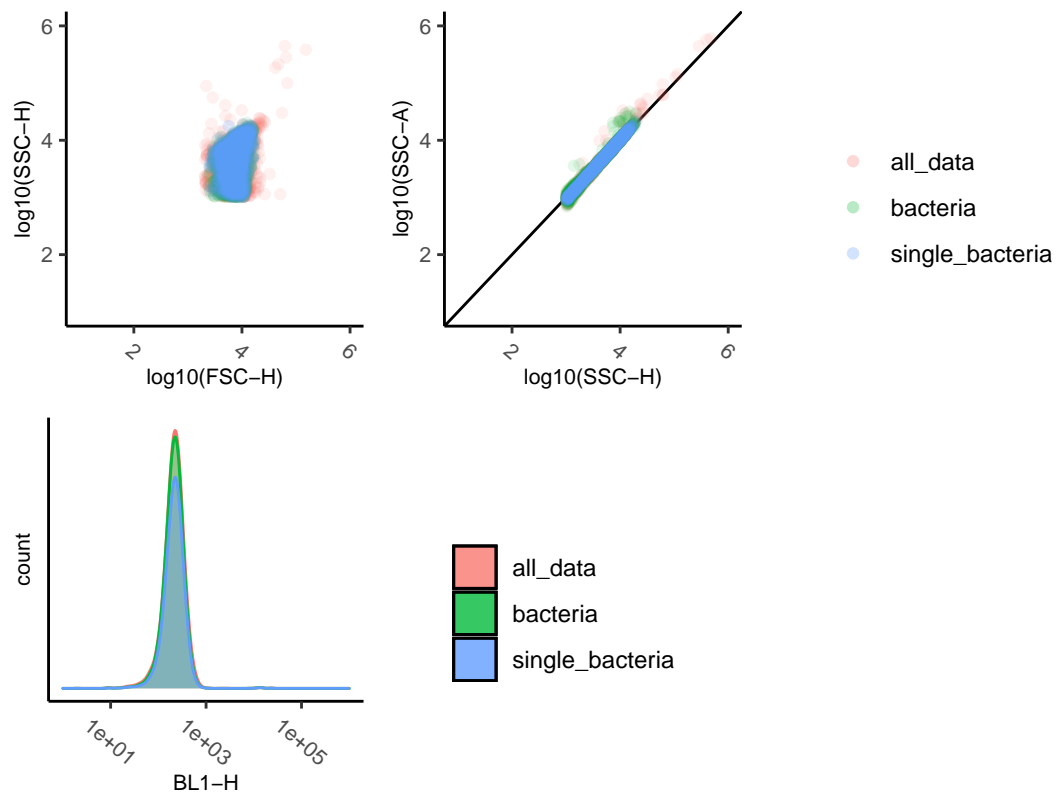 6
4
2
log10(SSC−H)
2
4
6
log10(FSC−H)
6
4
2
log10(SSC−A)
2
4
6
log10(SSC−H)
all_data
bacteria
single_bacteria
count
1e+01
1e+03
1e+05
BL1−H
all_data
bacteria
single_bacteria